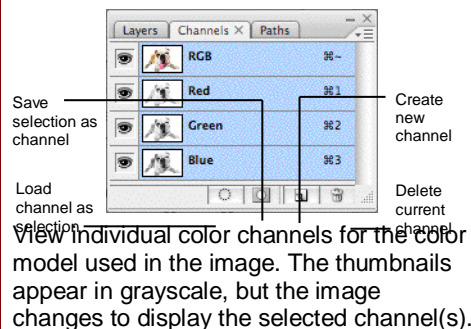 Layers Channels × Paths
RGB ⌘~
Red ⌘1
Green ⌘2
Blue ⌘3
Save
selection as
channel
Load
channel as
selection
Create
new
channel
Delete
current
channel
View individual color channels for the color
model used in the image. The thumbnails
appear in grayscale, but the image
changes to display the selected channel(s).